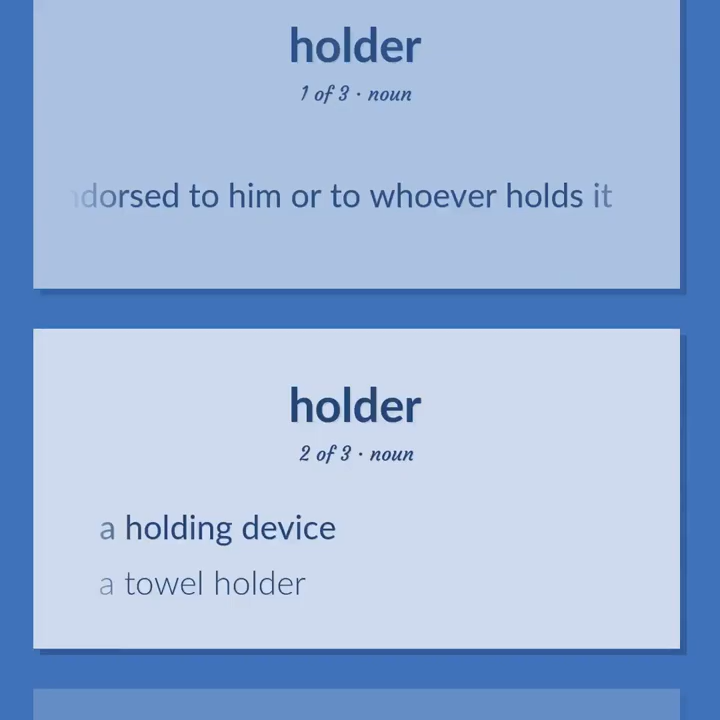 holder
1 of 3 · noun
dorsed to him or to whoever holds it
holder
2 of 3 · noun
a holding device
a towel holder